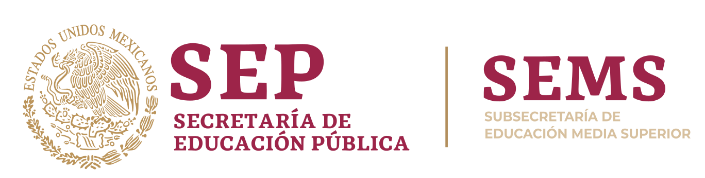 ESTADOS UNIDOS MEXICANOS
SEP
SECRETARÍA DE
EDUCACIÓN PÚBLICA
SEMS
SUBSECRETARÍA DE
EDUCACIÓN MEDIA SUPERIOR